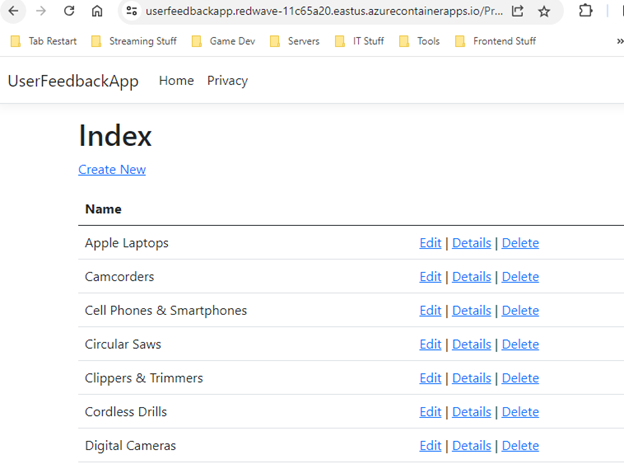 userfeedbackapp.redwave-11c65a20.eastus.azurecontainerapps.io/Pr...
Tab Restart Streaming Stuff Game Dev Servers IT Stuff Tools Frontend Stuff »
UserFeedbackApp Home Privacy
Index
Create New
Name
Apple Laptops Edit | Details | Delete
Camcorders Edit | Details | Delete
Cell Phones & Smartphones Edit | Details | Delete
Circular Saws Edit | Details | Delete
Clippers & Trimmers Edit | Details | Delete
Cordless Drills Edit | Details | Delete
Digital Cameras Edit | Details | Delete